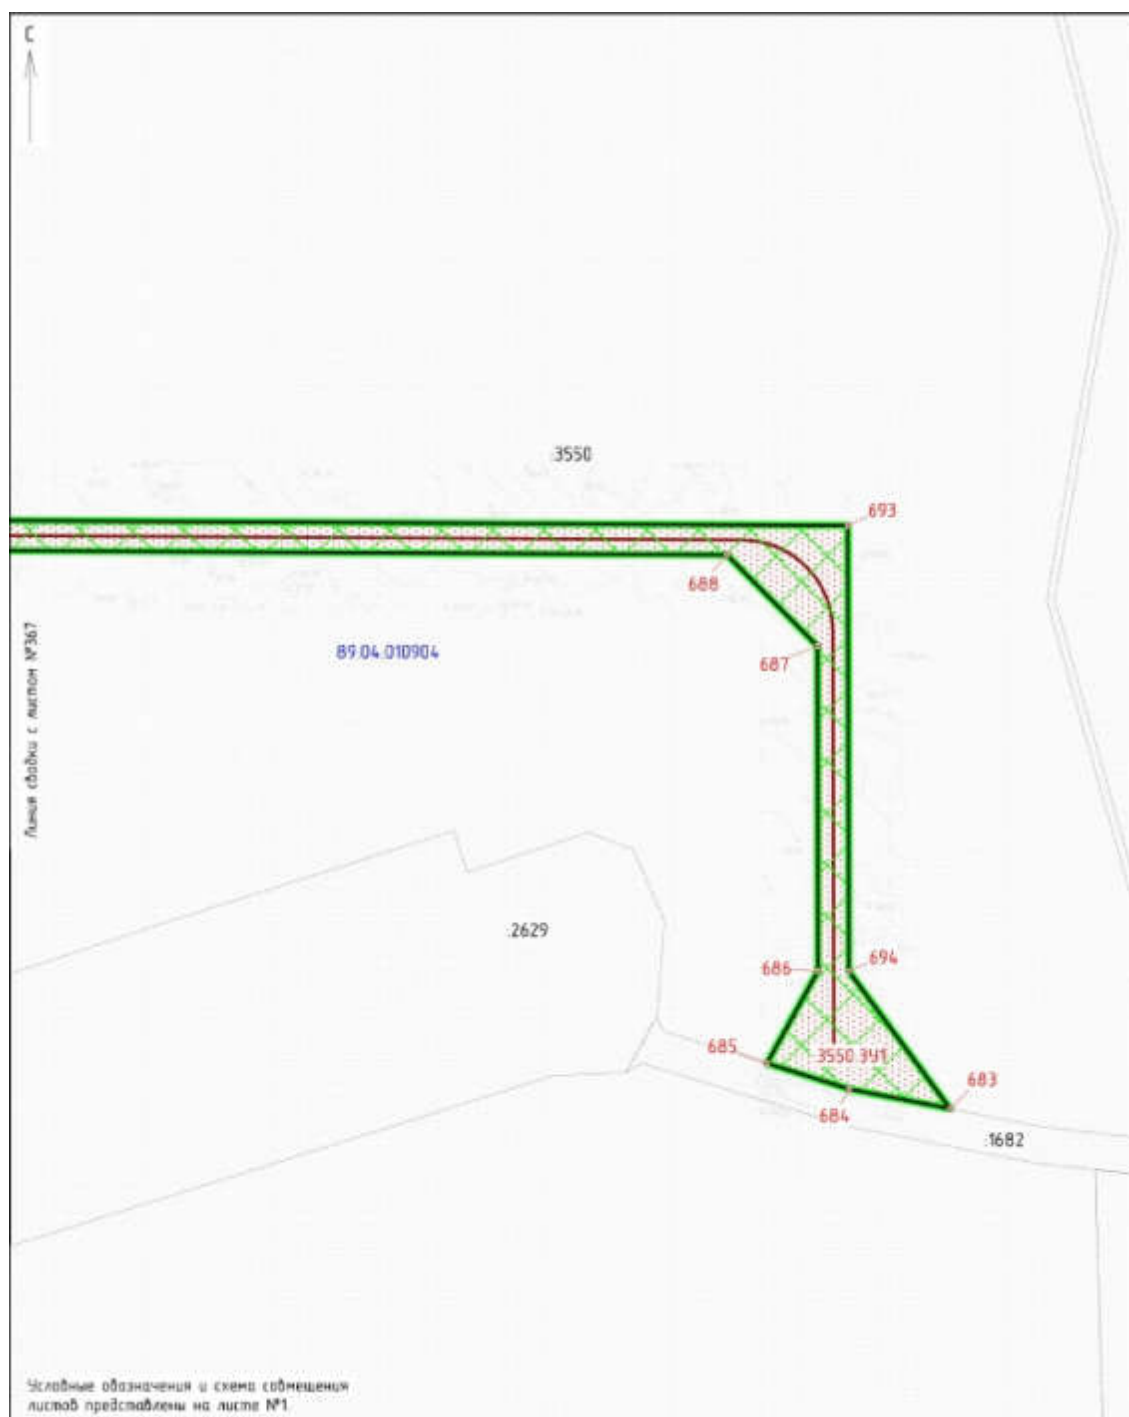 С
:3550
693
688
687
89:04:010904
Линия сводки с листом №367
:2629
686
694
685
:3550:ЗУ1
683
684
:1682
Условные обозначения и схема совмещения
листов представлены на листе №1.